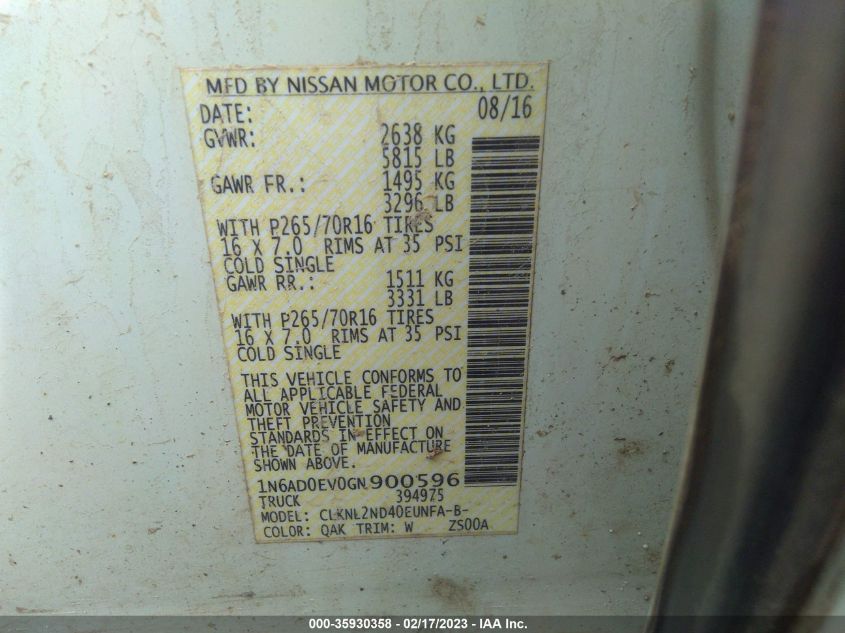 MFD BY NISSAN MOTOR CO., LTD.
DATE: 08/16
GVWR: 2638 KG
5815 LB
GAWR FR.: 1495 KG
3296 LB
WITH P265/70R16 TIRES
16 X 7.0 RIMS AT 35 PSI
COLD SINGLE
GAWR RR.: 1511 KG
3331 LB
WITH P265/70R16 TIRES
16 X 7.0 RIMS AT 35 PSI
COLD SINGLE
THIS VEHICLE CONFORMS TO
ALL APPLICABLE FEDERAL
MOTOR VEHICLE SAFETY AND
THEFT PREVENTION
STANDARDS IN EFFECT ON
THE DATE OF MANUFACTURE
SHOWN ABOVE.
1N6AD0EV0GN900596
TRUCK 394975
MODEL: CLKNL2ND40EUNFA-B-
COLOR: QAK TRIM: W ZS00A
000-35930358 - 02/17/2023 - IAA Inc.